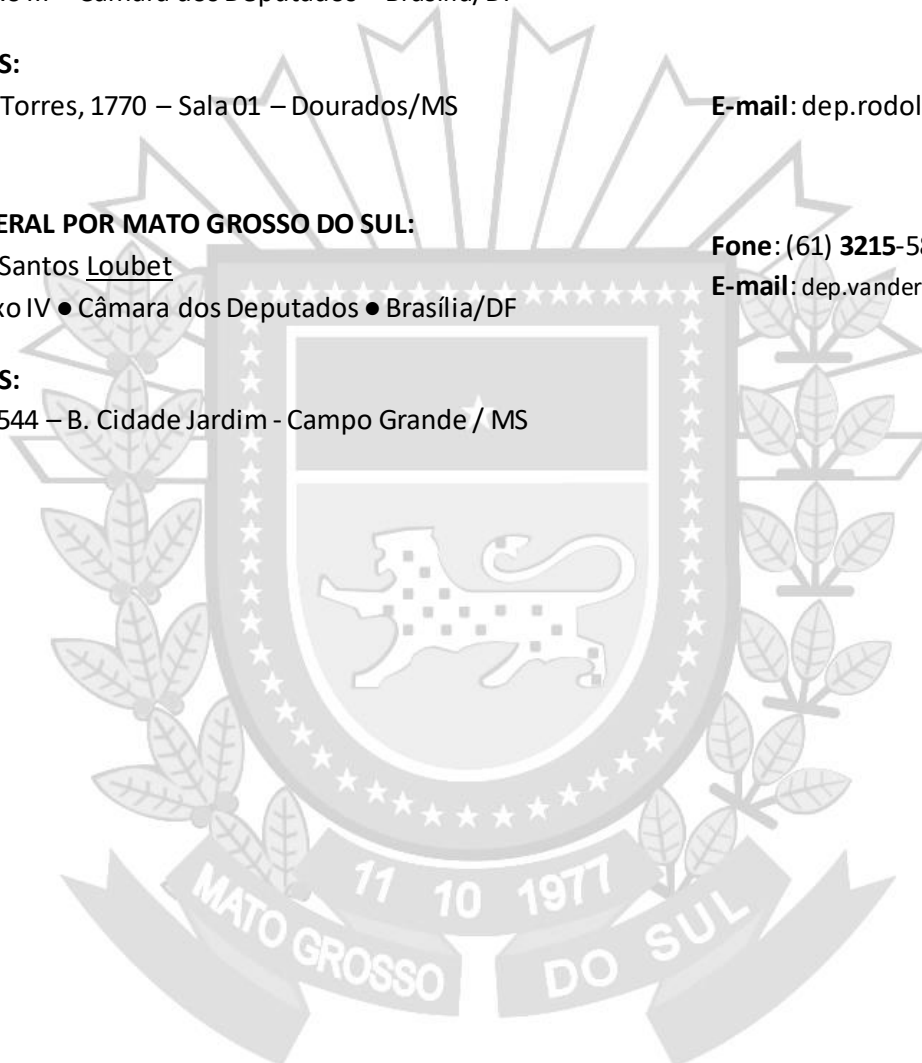 Câmara dos Deputados
S:
Torres, 1770 – Sala 01 – Dourados/MS
E-mail: dep.rodol
ERAL POR MATO GROSSO DO SUL:
Fone: (61) 3215-5
Santos Loubet
E-mail: dep.vander
xo IV ● Câmara dos Deputados ● Brasília/DF
S:
544 – B. Cidade Jardim - Campo Grande / MS
11 10 1977
MATO GROSSO DO SUL